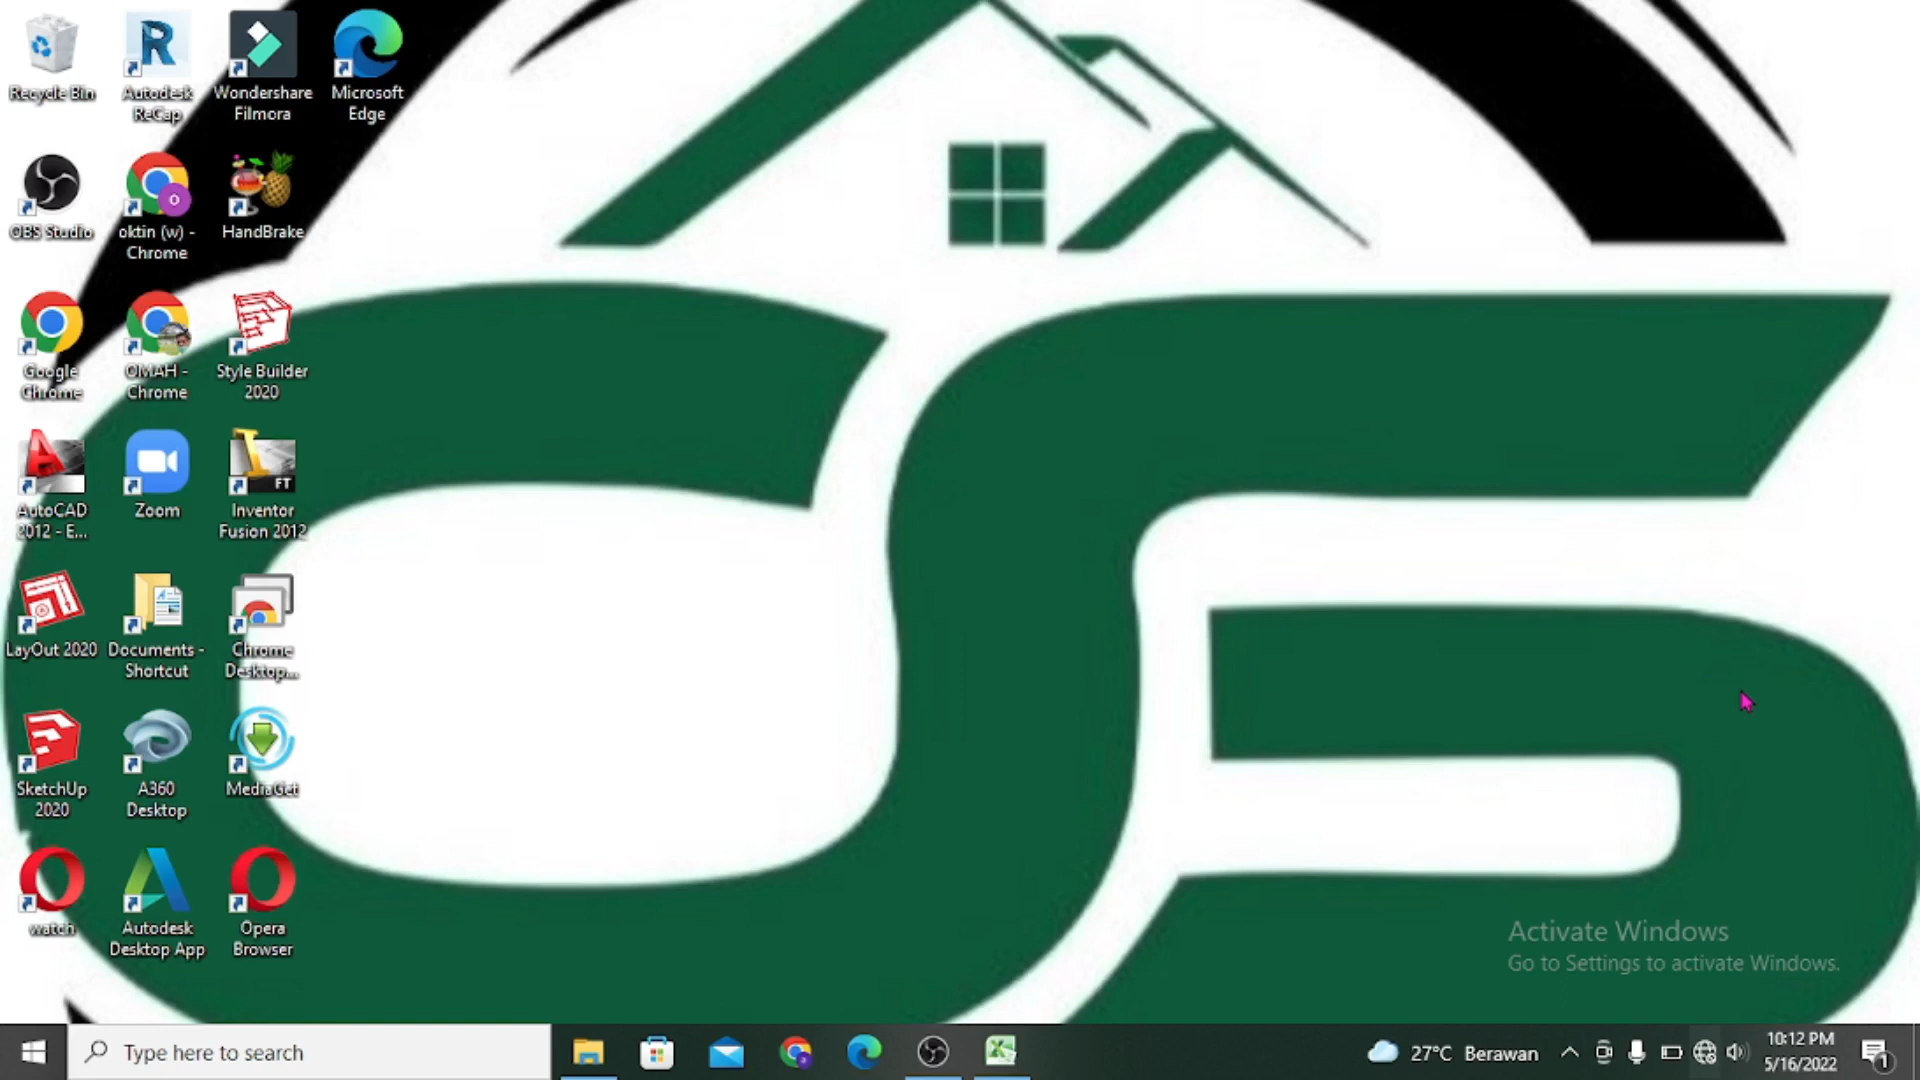 Recycle Bin
Autodesk
ReCap
Wondershare
Filmora
Microsoft
Edge
OBS Studio
oktin (w) -
Chrome
HandBrake
Google
Chrome
OMAH -
Chrome
Style Builder
2020
AutoCAD
2012 - E...
Zoom
Inventor
Fusion 2012
FT
LayOut 2020
Documents -
Shortcut
Chrome
Desktop...
SketchUp
2020
A360
Desktop
MediaGet
watch
Autodesk
Desktop App
Opera
Browser
Activate Windows
Go to Settings to activate Windows.
Type here to search
27°C Berawan
10:12 PM
5/16/2022
1